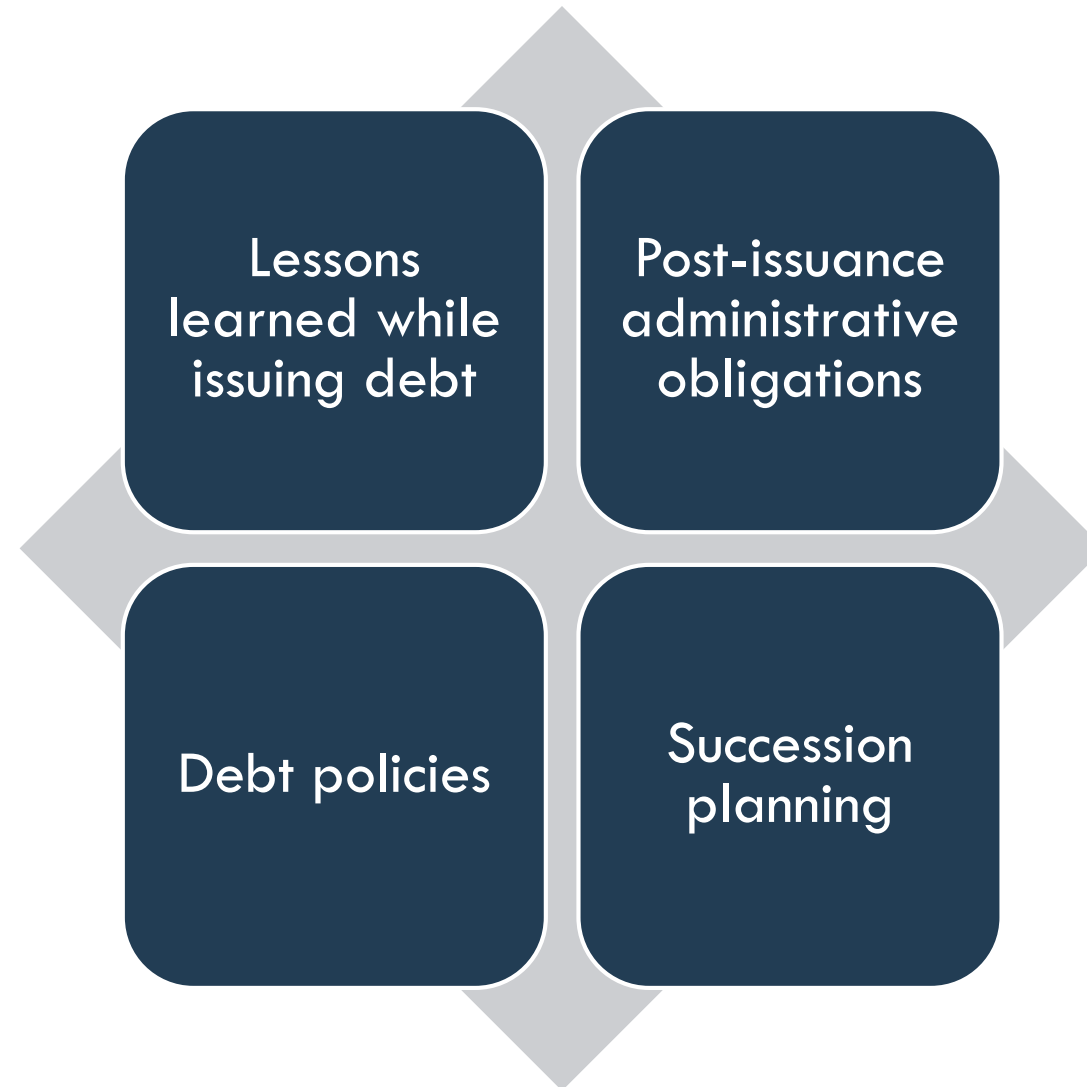 Lessons
learned while
issuing debt
Post-issuance
administrative
obligations
Debt policies
Succession
planning